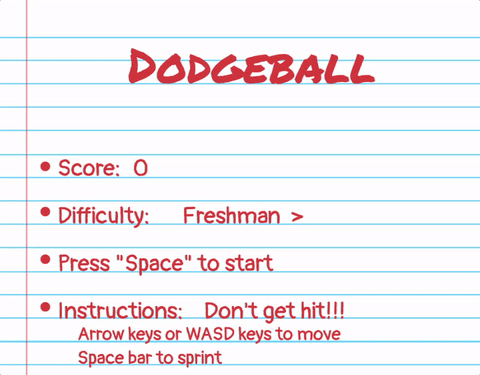 DODGEBALL
• Score: 0
• Difficulty: Freshman >
• Press "Space" to start
• Instructions: Don't get hit!!!
Arrow keys or WASD keys to move
Space bar to sprint